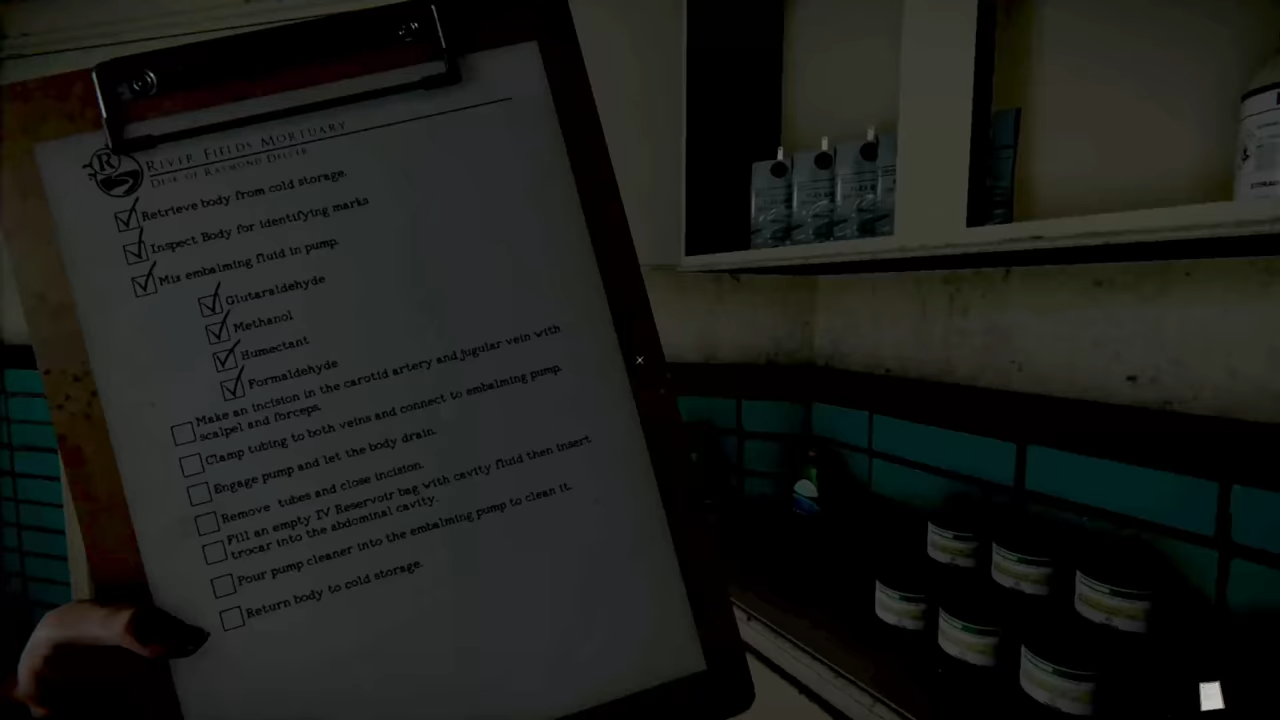 RIVER FIELDS MORTUARY
DESK OF RAYMOND DELVER
Retrieve body from cold storage.
Inspect Body for identifying marks
Mix embalming fluid in pump.
Glutaraldehyde
Methanol
Humectant
Formaldehyde
Make an incision in the carotid artery and jugular vein with
scalpel and forceps.
Clamp tubing to both veins and connect to embalming pump.
Engage pump and let the body drain.
Remove tubes and close incision.
Fill an empty IV Reservoir bag with cavity fluid then insert
trocar into the abdominal cavity.
Pour pump cleaner into the embalming pump to clean it.
Return body to cold storage.